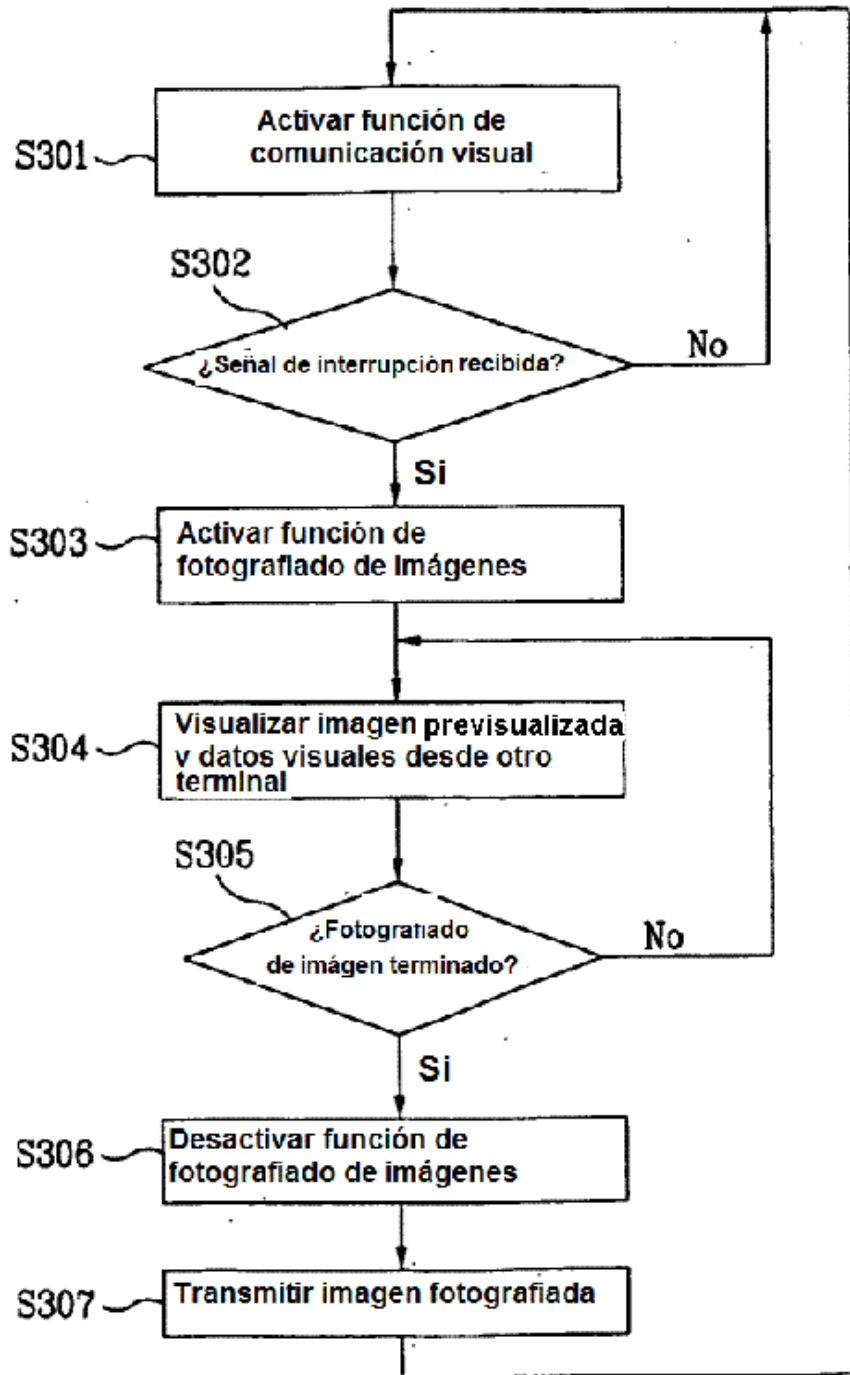 Activar función de
comunicación visual
S301
S302
¿Señal de interrupción recibida?
No
Si
Activar función de
fotografiado de imágenes
S303
Visualizar imagen previsualizada
y datos visuales desde otro
terminal
S304
S305
¿Fotografiado
de imágen terminado?
No
Si
Desactivar función de
fotografiado de imágenes
S306
Transmitir imagen fotografiada
S307